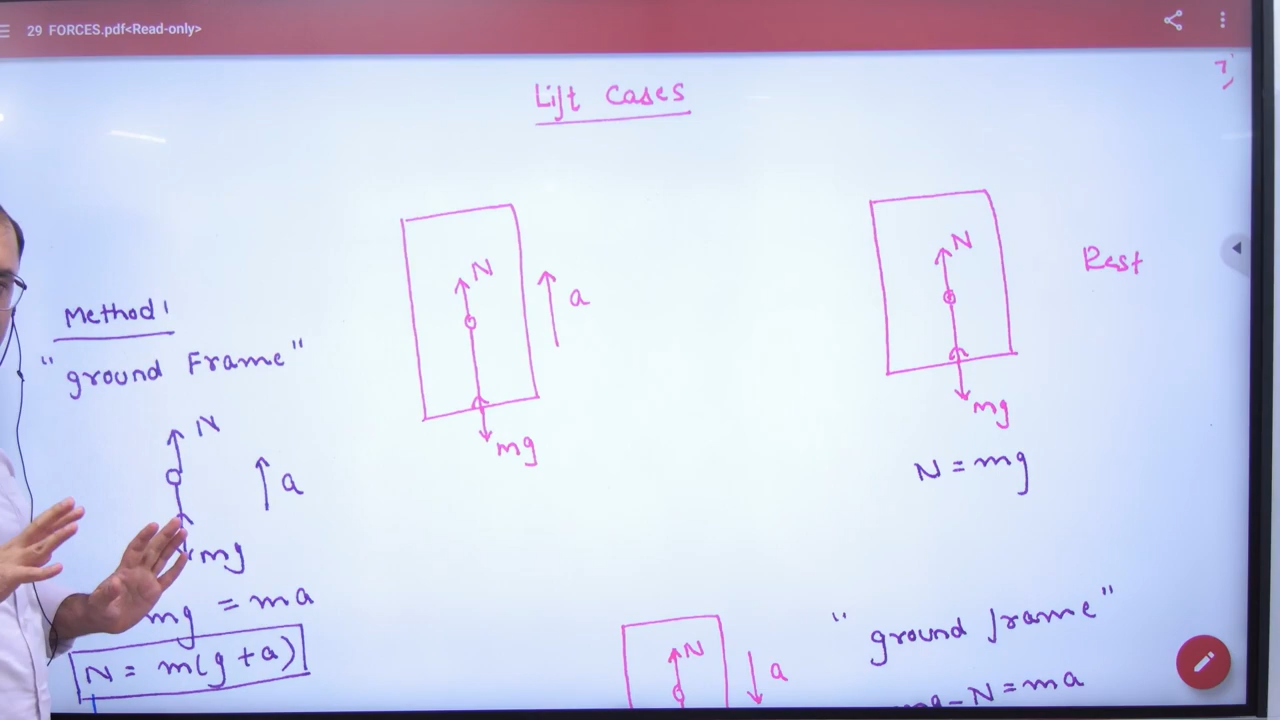 29 FORCES.pdf<Read-only>
Lift Cases
N
a
mg
N
Rest
mg
N = mg
Method 1
"ground Frame"
N
a
mg
mg = ma
N = m(g+a)
N
a
"ground frame"
mg - N = ma